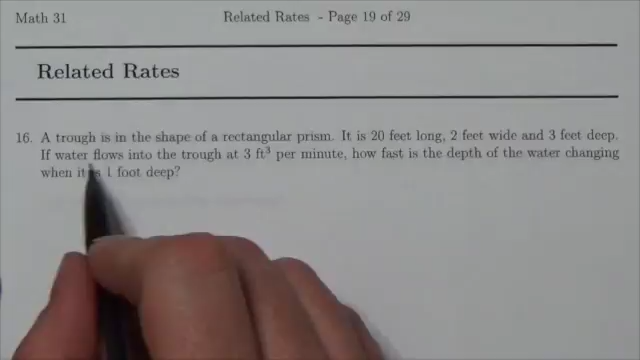 Math 31
Related Rates - Page 19 of 29
Related Rates
16. A trough is in the shape of a rectangular prism. It is 20 feet long, 2 feet wide and 3 feet deep.
If water flows into the trough at 3 ft³ per minute, how fast is the depth of the water changing
when it is 1 foot deep?